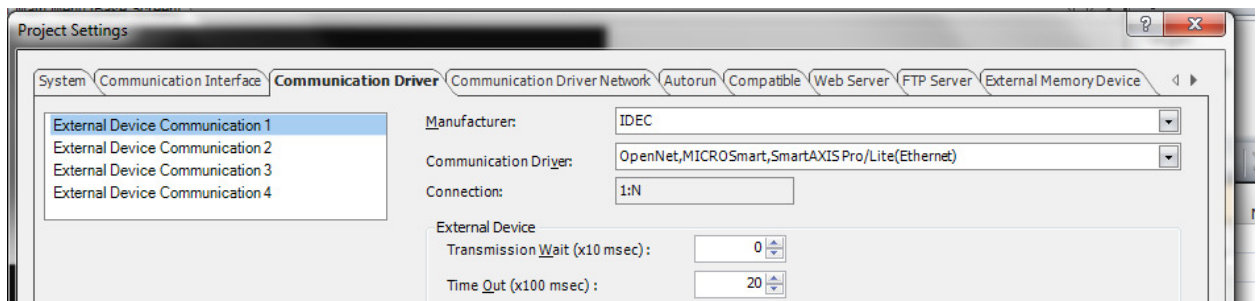 Project Settings
System Communication Interface Communication Driver Communication Driver Network Autorun Compatible Web Server FTP Server External Memory Device
External Device Communication 1
External Device Communication 2
External Device Communication 3
External Device Communication 4
Manufacturer: IDEC
Communication Driver: OpenNet,MICROSmart,SmartAXIS Pro/Lite(Ethernet)
Connection: 1:N
External Device
Transmission Wait (x10 msec) : 0
Time Out (x100 msec) : 20